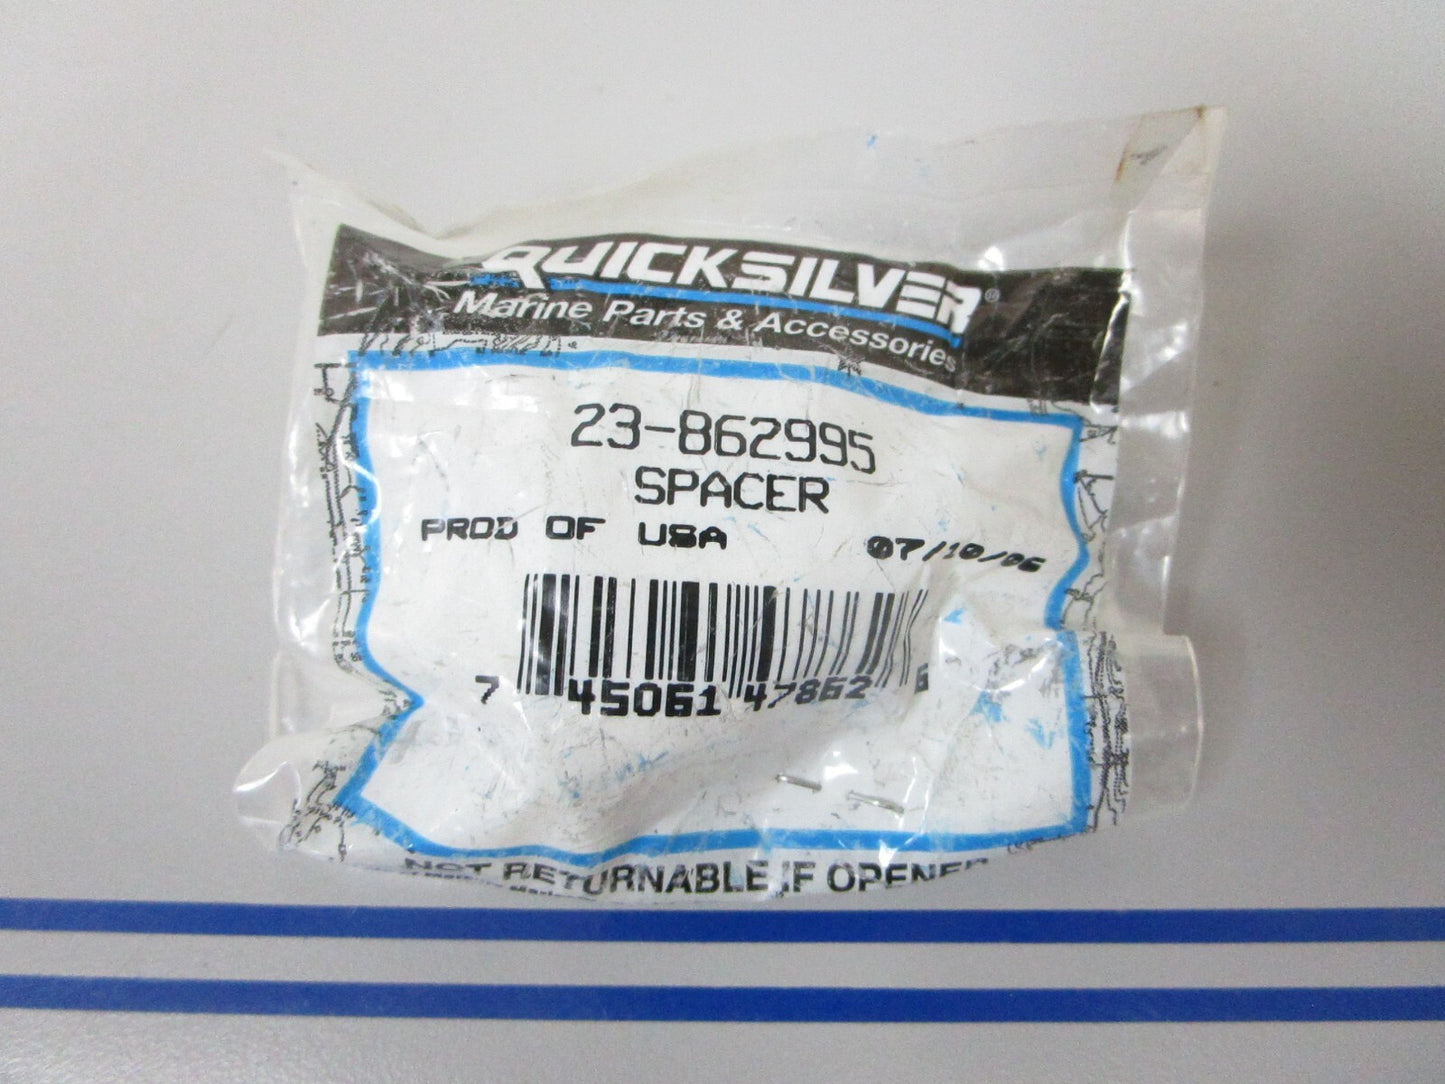 QUICKSILVER®
Marine Parts & Accessories
23-862995
SPACER
PROD OF USA 07/10/06
7 45061 47862 6
NOT RETURNABLE IF OPENED